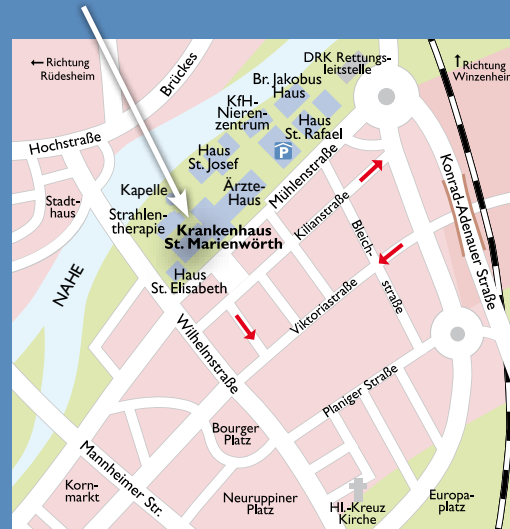 ← Richtung
Rüdesheim
Brückes
Hochstraße
Stadt-
haus
NAHE
DRK Rettungs-
leitstelle
↑ Richtung
Winzenheim
Br. Jakobus
Haus
KfH-
Nieren-
zentrum
Haus
St. Rafael
P
Haus
St. Josef
Kapelle
Ärzte-
Haus
Strahlen-
therapie
Krankenhaus
St. Marienwörth
Haus
St. Elisabeth
Mühlenstraße
Kilianstraße
Bleich-
straße
Konrad-Adenauer Straße
Viktoriastraße
Wilhelmstraße
Planiger Straße
Mannheimer Str.
Bourger
Platz
Korn-
markt
Neuruppiner
Platz
Hl.-Kreuz
Kirche
Europa-
platz